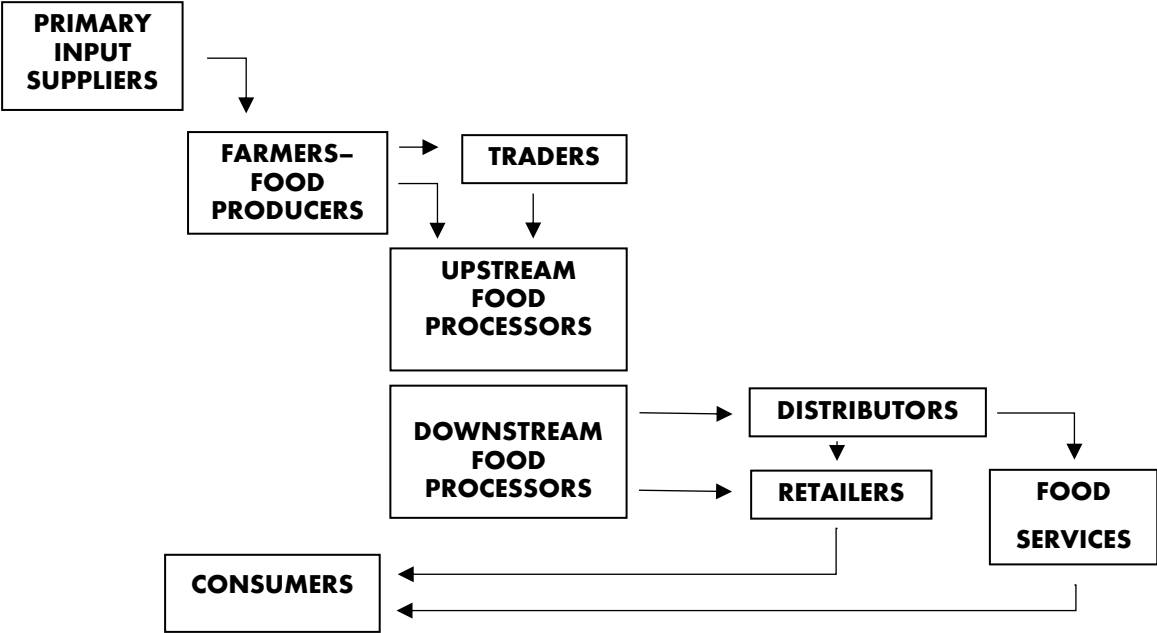 PRIMARY
INPUT
SUPPLIERS
FARMERS–
FOOD
PRODUCERS
TRADERS
UPSTREAM
FOOD
PROCESSORS
DOWNSTREAM
FOOD
PROCESSORS
DISTRIBUTORS
RETAILERS
FOOD
SERVICES
CONSUMERS